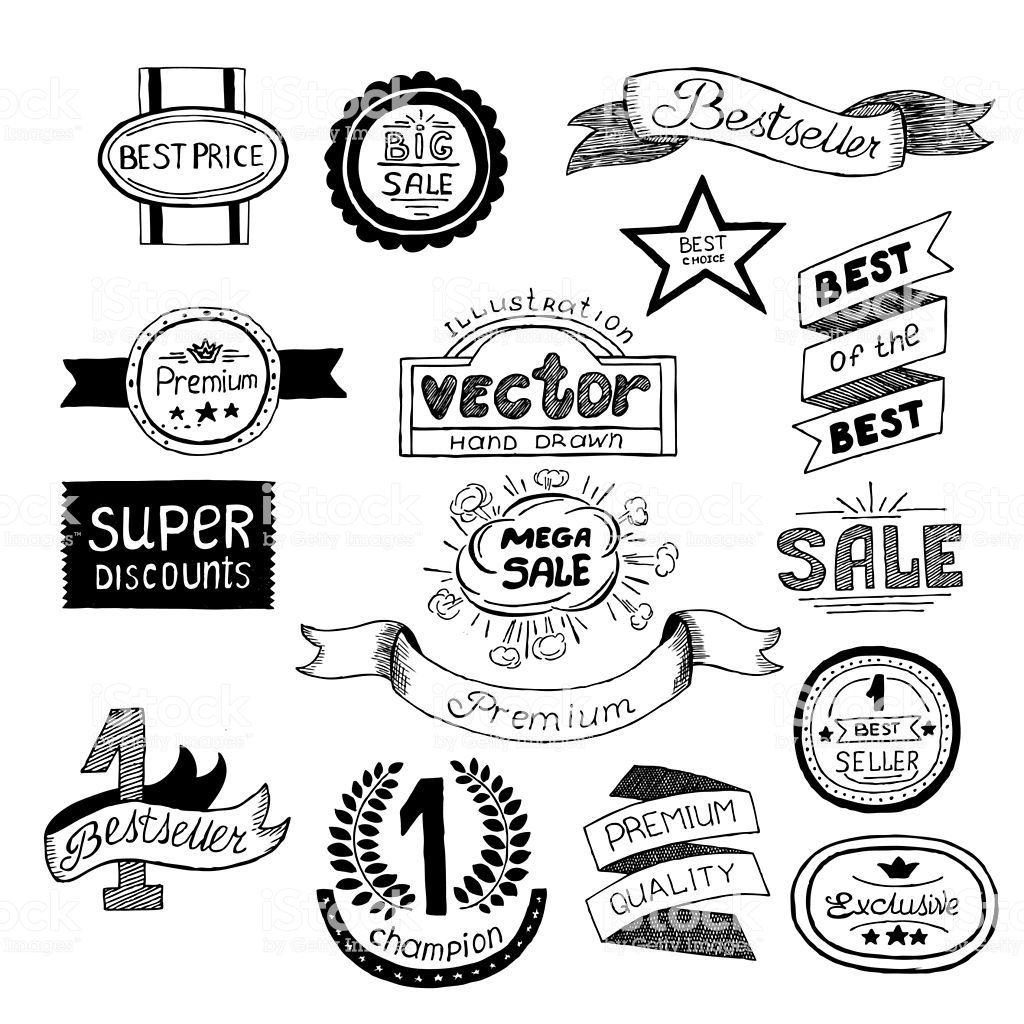 BEST PRICE
BIG
SALE
Bestseller
BEST
CHOICE
BEST
of the
BEST
Premium
ILLUSTRATION
VECTOR
HAND DRAWN
SUPER
DISCOUNTS
MEGA
SALE
SALE
Premium
1
BEST
SELLER
1
Bestseller
1
champion
PREMIUM
QUALITY
Exclusive
iStock
by Getty Images™